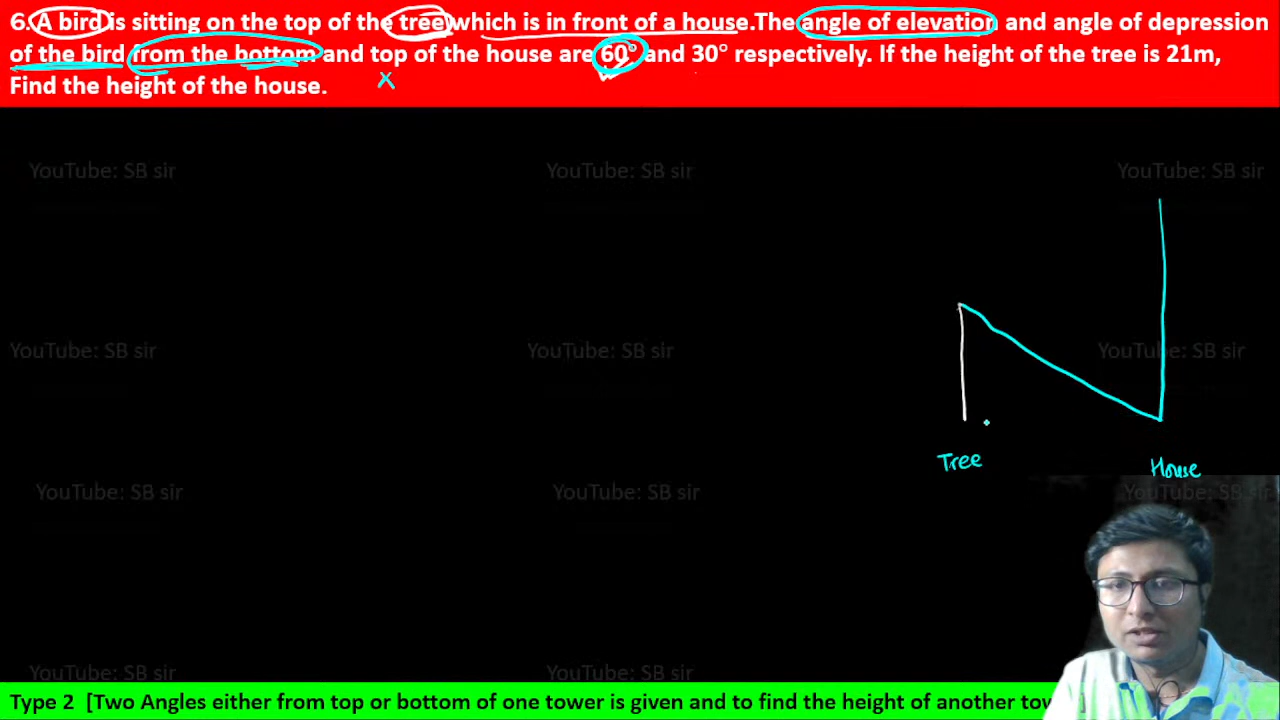 6. A bird is sitting on the top of the tree which is in front of a house.The angle of elevation and angle of depression
of the bird from the bottom and top of the house are 60° and 30° respectively. If the height of the tree is 21m,
Find the height of the house.
X
YouTube: SB sir YouTube: SB sir YouTube: SB sir
YouTube: SB sir YouTube: SB sir YouTube: SB sir
Tree House
YouTube: SB sir YouTube: SB sir YouTube: SB sir
YouTube: SB sir YouTube: SB sir
Type 2 [Two Angles either from top or bottom of one tower is given and to find the height of another